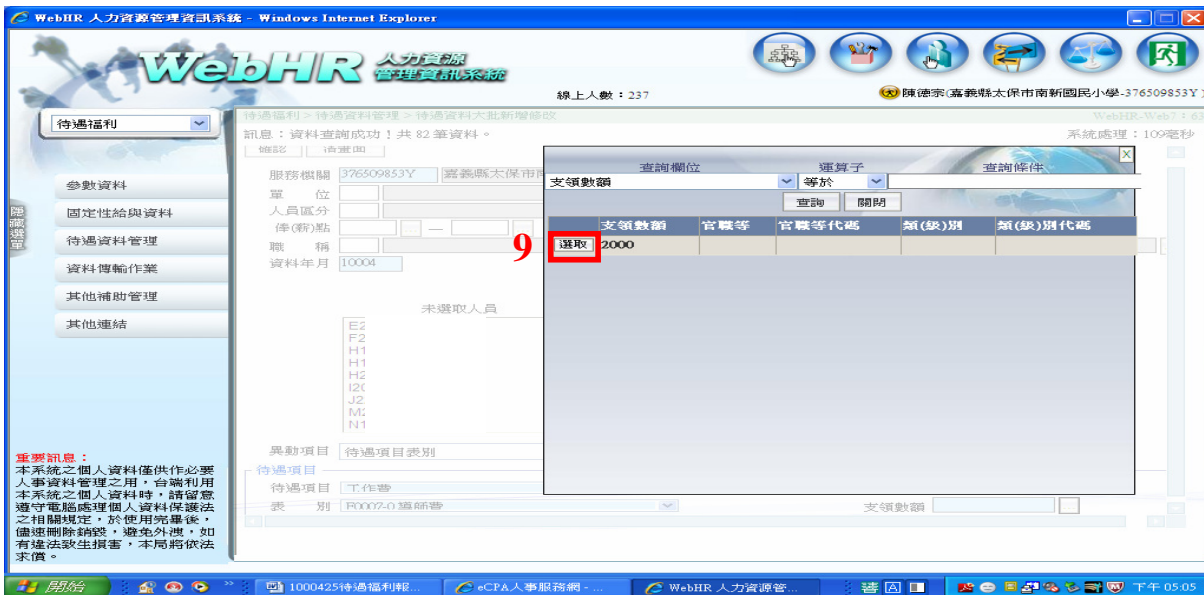 WebHR 人力資源管理資訊系統 - Windows Internet Explorer
WebHR 人力資源
管理資訊系統
線上人數：237
陳德宗(嘉義縣太保市南新國民小學-376509853Y
待遇福利
待遇福利 > 待遇資料管理 > 待遇資料大批新增修改
WebHR-Web7：63
訊息：資料查詢成功！共 82 筆資料。
系統處理：109毫秒
確認 清畫面
參數資料
固定性給與資料
待遇資料管理
資料傳輸作業
其他補助管理
其他連結
隱藏選單
服務機關 376509853Y 嘉義縣太保市南
單 位
人員區分
俸(薪)點 —
職 稱
資料年月 10004
未選取人員
E2
F2
H1
H1
H2
I20
J2
M2
N1
異動項目 待遇項目表別
待遇項目
待遇項目 工作費
表 別 F0007-0 導師費
支領數額
查詢欄位 運算子 查詢條件
X
支領數額 等於
查詢 關閉
支領數額 官職等 官職等代碼 類(級)別 類(級)別代碼
9 選取 2000
重要訊息：
本系統之個人資料僅供作必要
人事資料管理之用，台端利用
本系統之個人資料時，請留意
遵守電腦處理個人資料保護法
之相關規定，於使用完畢後，
儘速刪除銷毀，避免外洩，如
有違法致生損害，本局將依法
求償。
開始
1000425待遇福利報...
eCPA人事服務網 - ...
WebHR 人力資源管...
A
下午 05:05